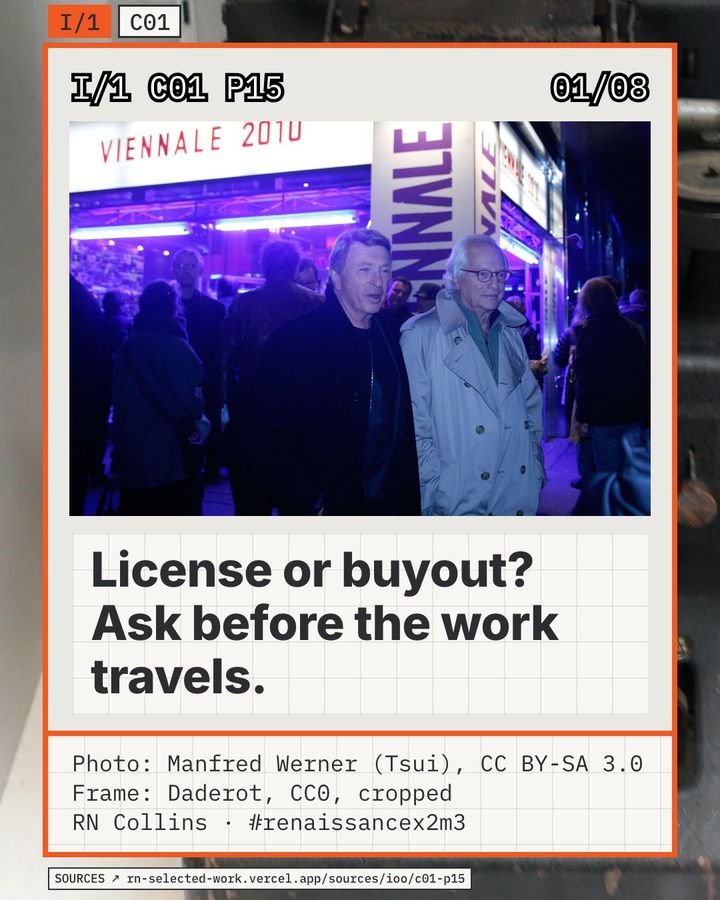 I/1 C01
I/1 C01 P15 01/08
VIENNALE 2010
NNALE
License or buyout?
Ask before the work
travels.
Photo: Manfred Werner (Tsui), CC BY-SA 3.0
Frame: Daderot, CC0, cropped
RN Collins · #renaissancex2m3
SOURCES ↗ rn-selected-work.vercel.app/sources/ioo/c01-p15